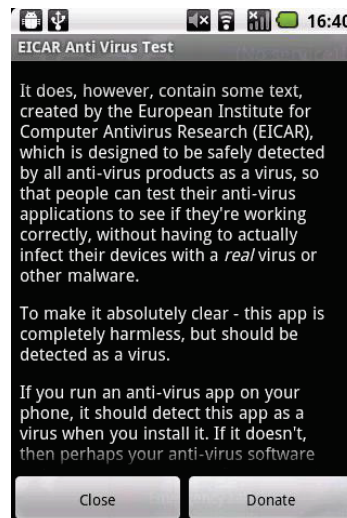 16:40
EICAR Anti Virus Test
It does, however, contain some text,
created by the European Institute for
Computer Antivirus Research (EICAR),
which is designed to be safely detected
by all anti-virus products as a virus, so
that people can test their anti-virus
applications to see if they're working
correctly, without having to actually
infect their devices with a real virus or
other malware.
To make it absolutely clear - this app is
completely harmless, but should be
detected as a virus.
If you run an anti-virus app on your
phone, it should detect this app as a
virus when you install it. If it doesn't,
then perhaps your anti-virus software
Close Donate